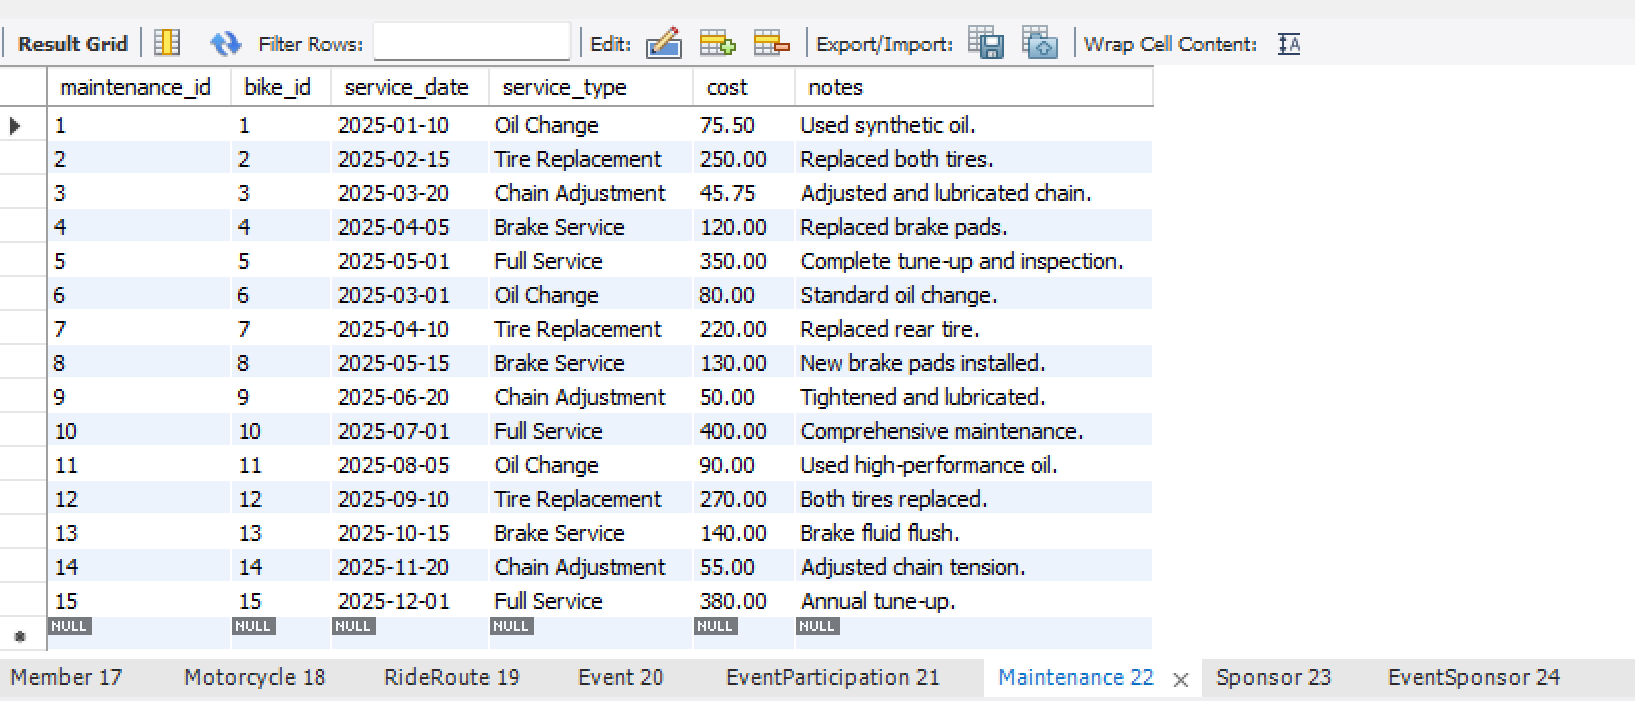 Result Grid Filter Rows: Edit: Export/Import: Wrap Cell Content: IA
maintenance_id bike_id service_date service_type cost notes
1 1 2025-01-10 Oil Change 75.50 Used synthetic oil.
2 2 2025-02-15 Tire Replacement 250.00 Replaced both tires.
3 3 2025-03-20 Chain Adjustment 45.75 Adjusted and lubricated chain.
4 4 2025-04-05 Brake Service 120.00 Replaced brake pads.
5 5 2025-05-01 Full Service 350.00 Complete tune-up and inspection.
6 6 2025-03-01 Oil Change 80.00 Standard oil change.
7 7 2025-04-10 Tire Replacement 220.00 Replaced rear tire.
8 8 2025-05-15 Brake Service 130.00 New brake pads installed.
9 9 2025-06-20 Chain Adjustment 50.00 Tightened and lubricated.
10 10 2025-07-01 Full Service 400.00 Comprehensive maintenance.
11 11 2025-08-05 Oil Change 90.00 Used high-performance oil.
12 12 2025-09-10 Tire Replacement 270.00 Both tires replaced.
13 13 2025-10-15 Brake Service 140.00 Brake fluid flush.
14 14 2025-11-20 Chain Adjustment 55.00 Adjusted chain tension.
15 15 2025-12-01 Full Service 380.00 Annual tune-up.
NULL NULL NULL NULL NULL NULL
Member 17 Motorcycle 18 RideRoute 19 Event 20 EventParticipation 21 Maintenance 22 Sponsor 23 EventSponsor 24